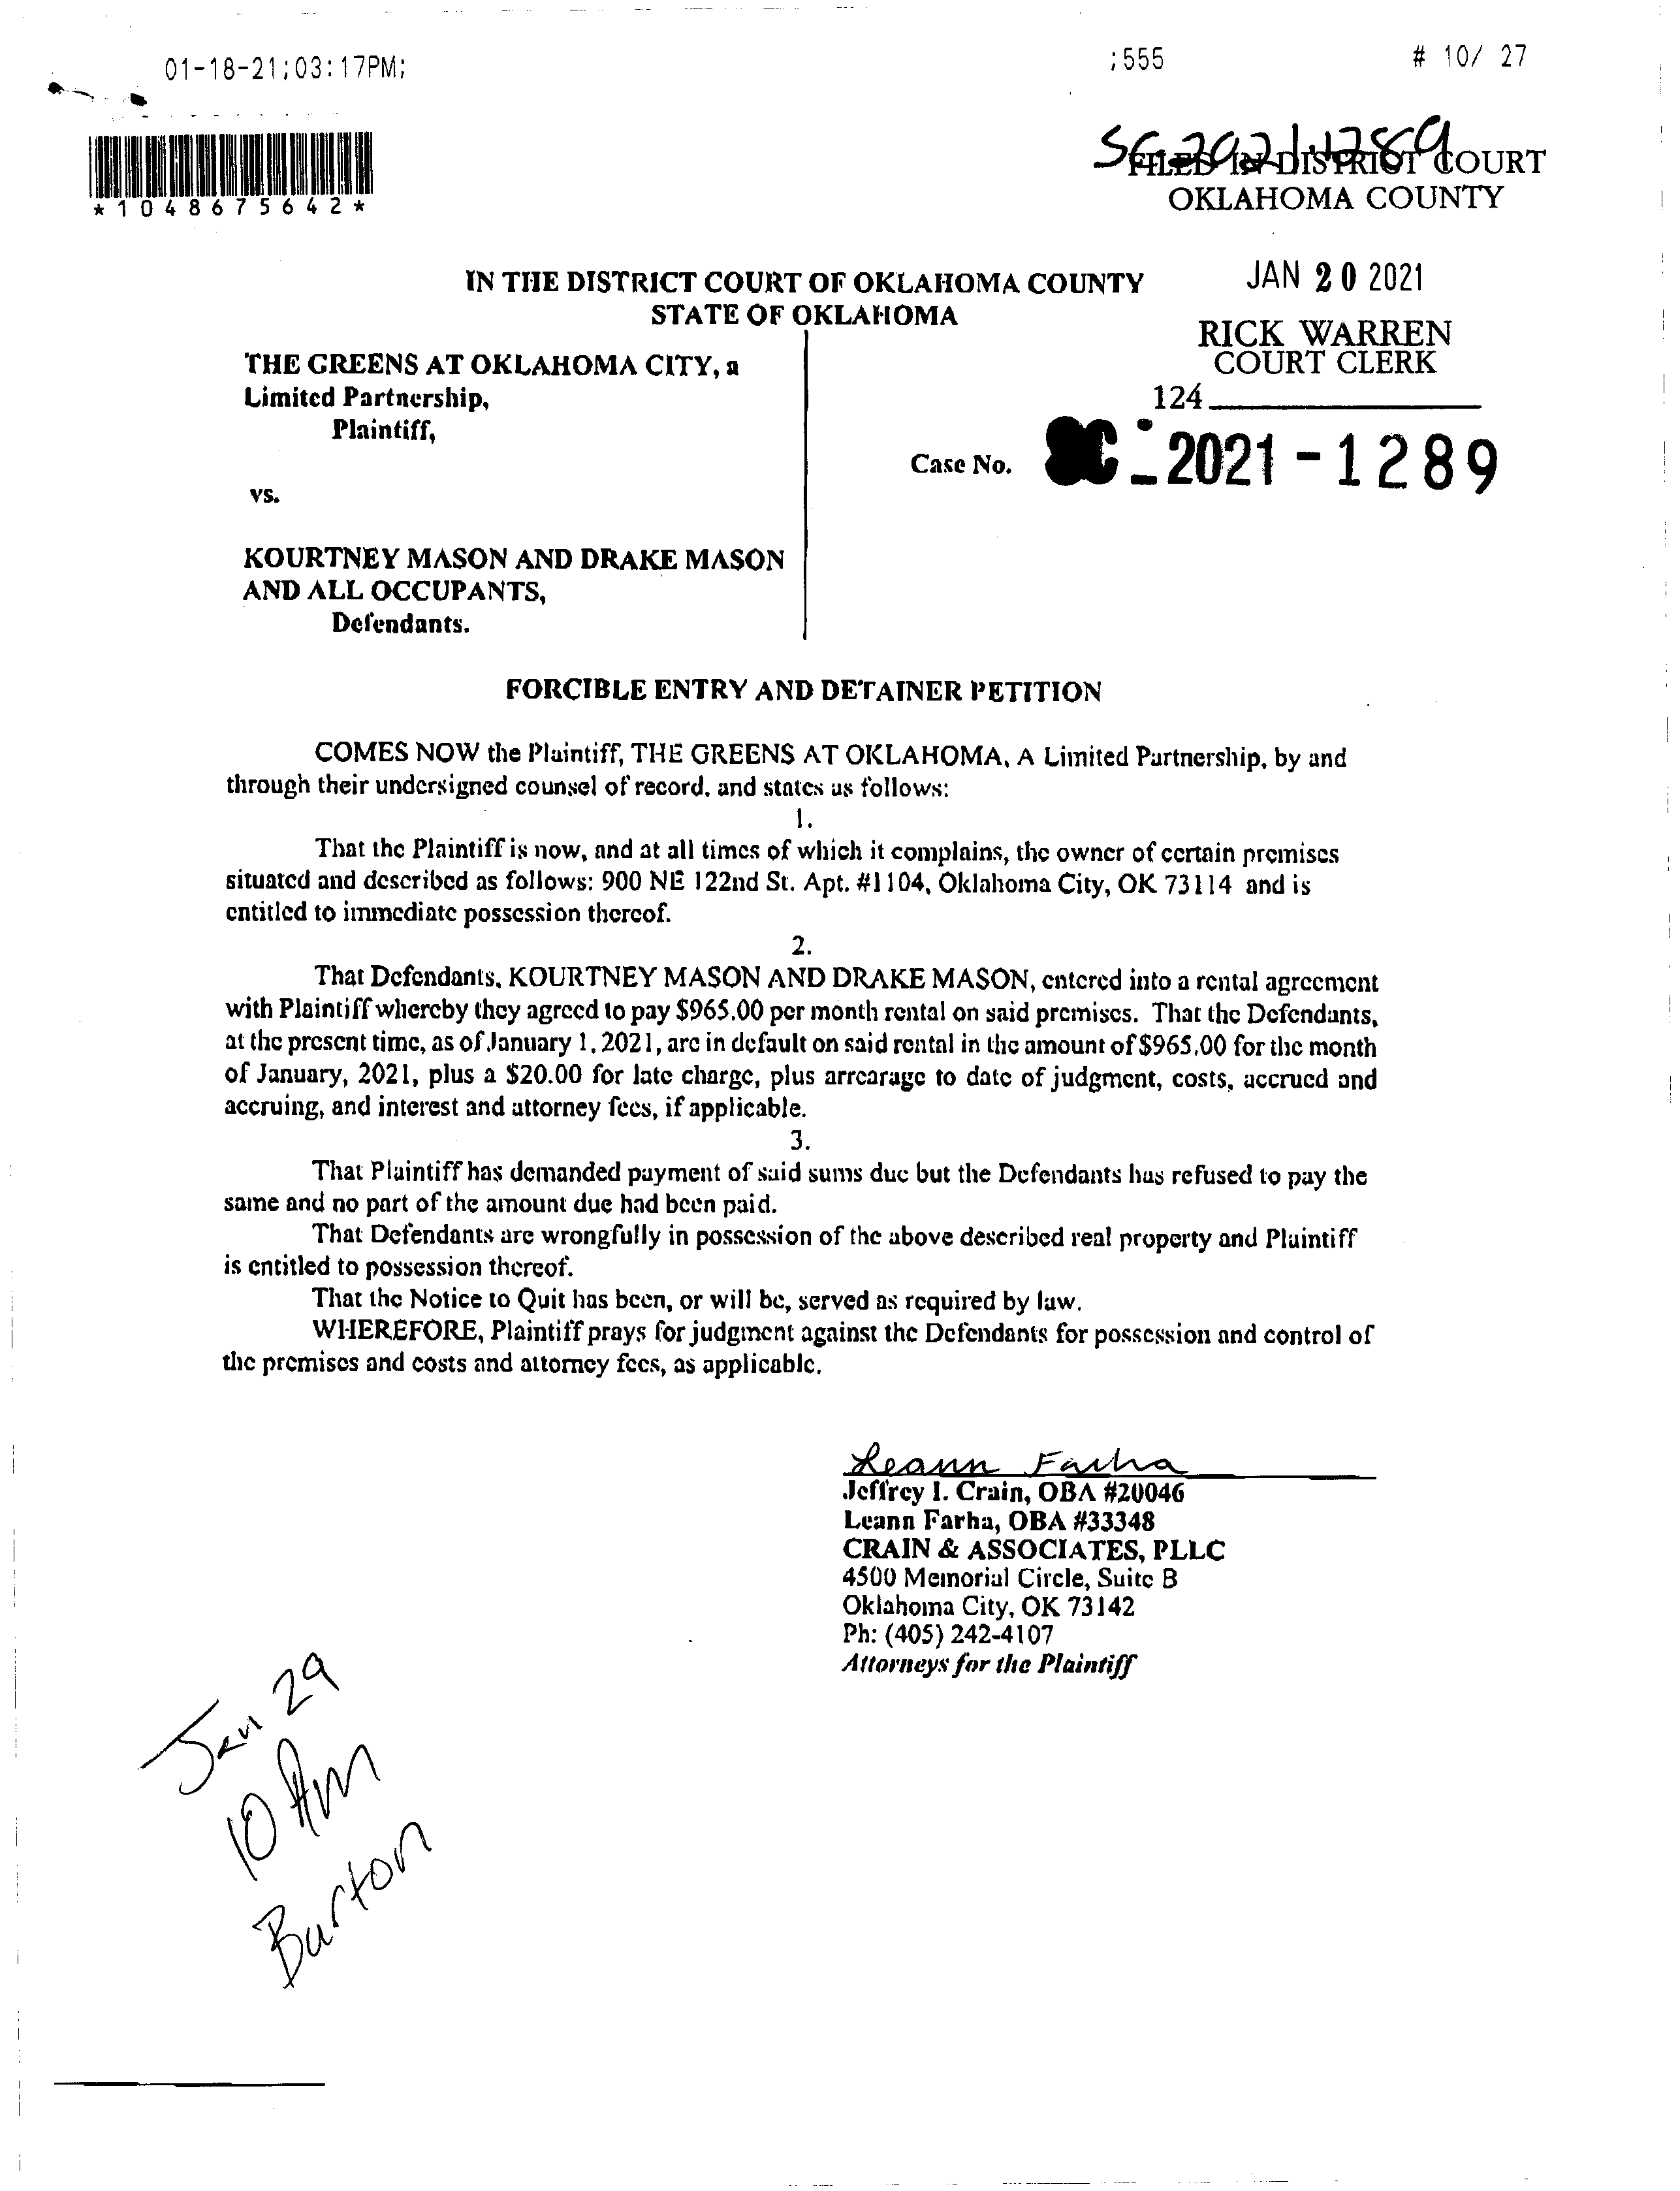 01-18-21;03:17PM; ;555 # 10/ 27
*1048675642*
SC-2021-1289
FILED IN DISTRICT COURT
OKLAHOMA COUNTY
JAN 20 2021
RICK WARREN
COURT CLERK
124
IN THE DISTRICT COURT OF OKLAHOMA COUNTY
STATE OF OKLAHOMA
THE GREENS AT OKLAHOMA CITY, a
Limited Partnership,
Plaintiff,
Case No. SC-2021-1289
vs.
KOURTNEY MASON AND DRAKE MASON
AND ALL OCCUPANTS,
Defendants.
FORCIBLE ENTRY AND DETAINER PETITION
COMES NOW the Plaintiff, THE GREENS AT OKLAHOMA, A Limited Partnership, by and
through their undersigned counsel of record, and states as follows:
1.
That the Plaintiff is now, and at all times of which it complains, the owner of certain premises
situated and described as follows: 900 NE 122nd St. Apt. #1104, Oklahoma City, OK 73114 and is
entitled to immediate possession thereof.
2.
That Defendants, KOURTNEY MASON AND DRAKE MASON, entered into a rental agreement
with Plaintiff whereby they agreed to pay $965.00 per month rental on said premises. That the Defendants,
at the present time, as of January 1, 2021, are in default on said rental in the amount of $965.00 for the month
of January, 2021, plus a $20.00 for late charge, plus arrearage to date of judgment, costs, accrued and
accruing, and interest and attorney fees, if applicable.
3.
That Plaintiff has demanded payment of said sums due but the Defendants has refused to pay the
same and no part of the amount due had been paid.
That Defendants are wrongfully in possession of the above described real property and Plaintiff
is entitled to possession thereof.
That the Notice to Quit has been, or will be, served as required by law.
WHEREFORE, Plaintiff prays for judgment against the Defendants for possession and control of
the premises and costs and attorney fees, as applicable.
Leann Farha
Jeffrey I. Crain, OBA #20046
Leann Farha, OBA #33348
CRAIN & ASSOCIATES, PLLC
4500 Memorial Circle, Suite B
Oklahoma City, OK 73142
Ph: (405) 242-4107
Attorneys for the Plaintiff
Jan 29
10 Am
Burton